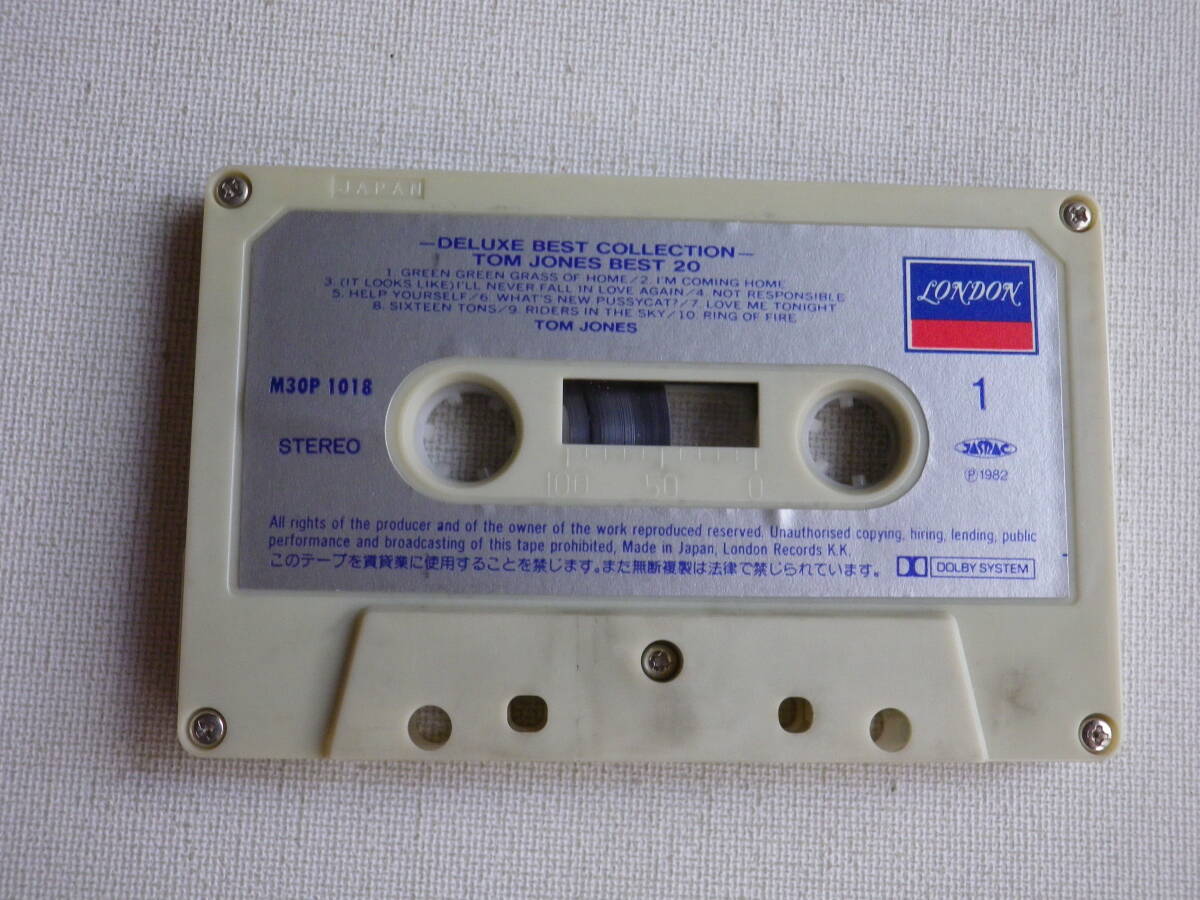 JAPAN
—DELUXE BEST COLLECTION—
TOM JONES BEST 20
1. GREEN GREEN GRASS OF HOME/2. I'M COMING HOME
3. (IT LOOKS LIKE) I'LL NEVER FALL IN LOVE AGAIN/4. NOT RESPONSIBLE
5. HELP YOURSELF/6. WHAT'S NEW PUSSYCAT?/7. LOVE ME TONIGHT
8. SIXTEEN TONS/9. RIDERS IN THE SKY/10. RING OF FIRE
TOM JONES
LONDON
M30P 1018
1
STEREO
JASRAC
℗1982
100 50 0
All rights of the producer and of the owner of the work reproduced reserved. Unauthorised copying, hiring, lending, public
performance and broadcasting of this tape prohibited, Made in Japan, London Records K.K.
このテープを賃貸業に使用することを禁じます。また無断複製は法律で禁じられています。
DOLBY SYSTEM